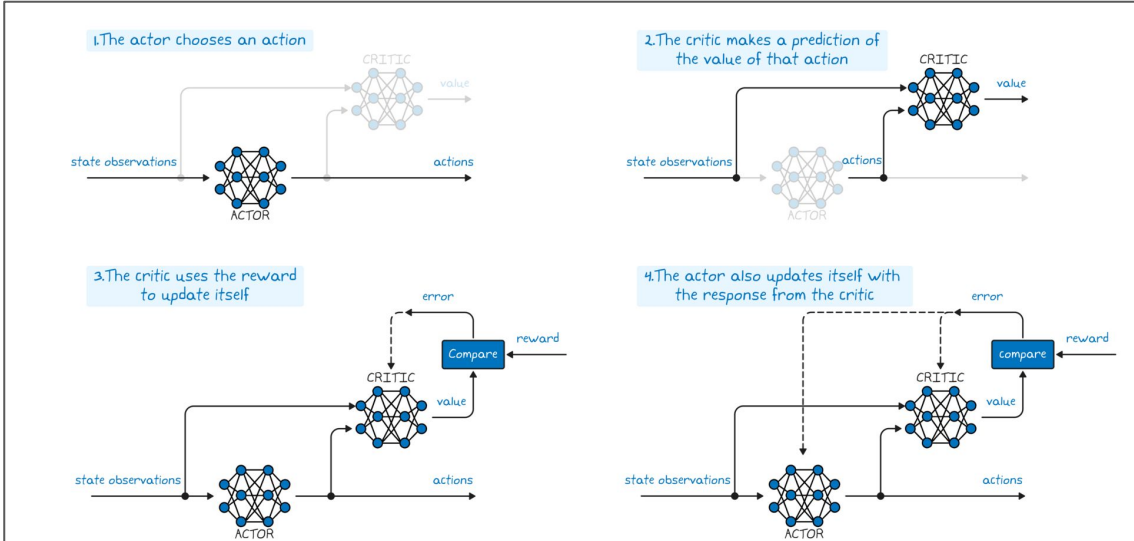 1.The actor chooses an action
CRITIC
value
state observations
actions
ACTOR
2.The critic makes a prediction of
the value of that action
CRITIC
value
state observations
actions
ACTOR
3.The critic uses the reward
to update itself
error
reward
Compare
CRITIC
value
state observations
actions
ACTOR
4.The actor also updates itself with
the response from the critic
error
reward
compare
CRITIC
value
state observations
actions
ACTOR